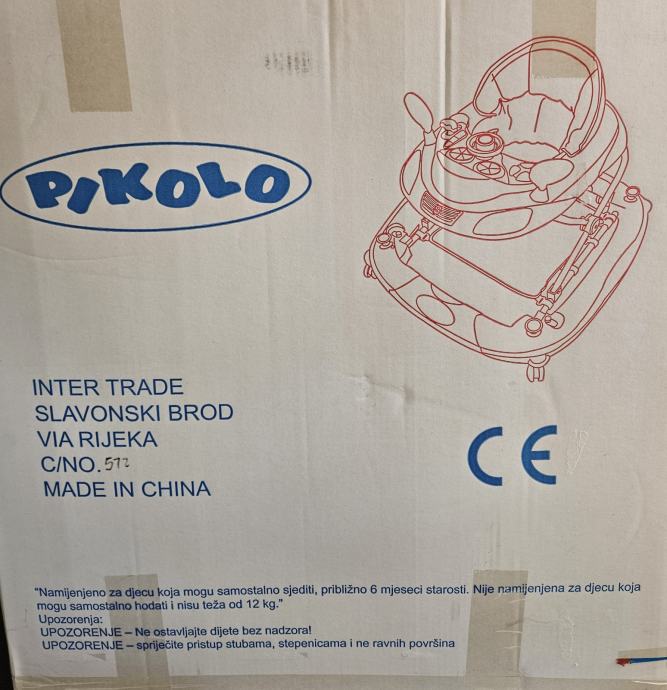 PIKOLO
INTER TRADE
SLAVONSKI BROD
VIA RIJEKA
C/NO. 572
MADE IN CHINA
CE
"Namijenjeno za djecu koja mogu samostalno sjediti, približno 6 mjeseci starosti. Nije namijenjena za djecu koja
mogu samostalno hodati i nisu teža od 12 kg."
Upozorenja:
UPOZORENJE – Ne ostavljajte dijete bez nadzora!
UPOZORENJE – spriječite pristup stubama, stepenicama i ne ravnih površina